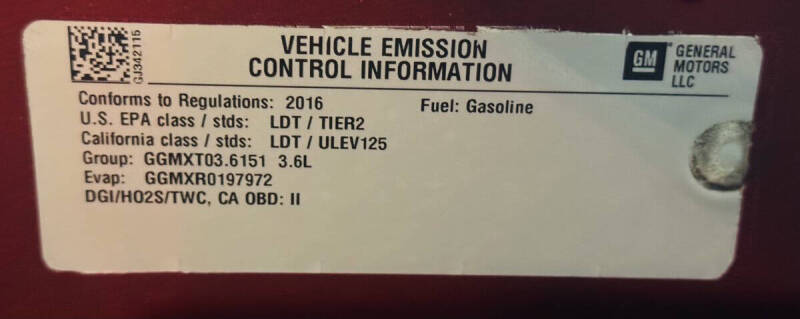 GJ342115
VEHICLE EMISSION
CONTROL INFORMATION
GM
GENERAL
MOTORS
LLC
Conforms to Regulations: 2016 Fuel: Gasoline
U.S. EPA class / stds: LDT / TIER2
California class / stds: LDT / ULEV125
Group: GGMXT03.6151 3.6L
Evap: GGMXR0197972
DGI/HO2S/TWC, CA OBD: II